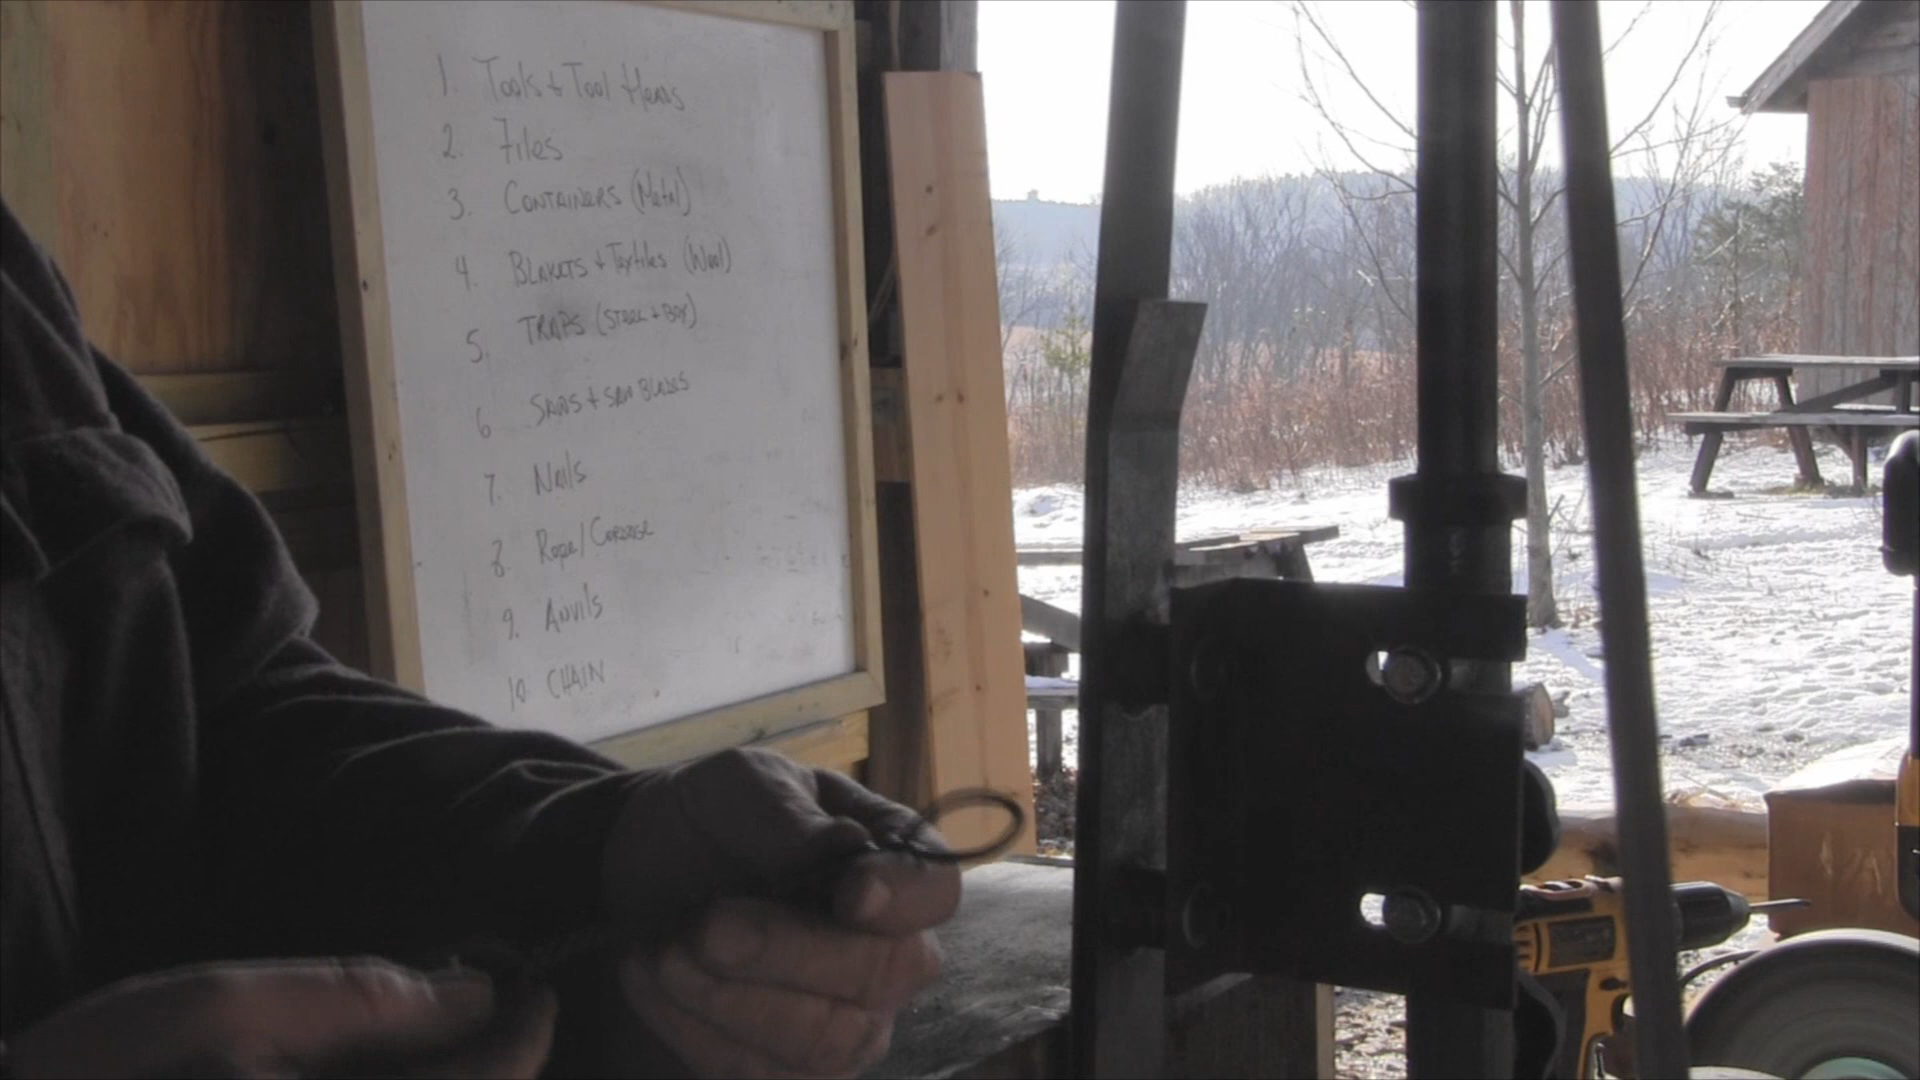 1. Tools & Tool Heads
2. Files
3. Containers (Metal)
4. Blakets + Textiles (Wool)
5. Traps (Steel + Box)
6 Saws + Saw Blades
7. Nails
8. Rope/Cordage
9. Anvils
10. CHAIN